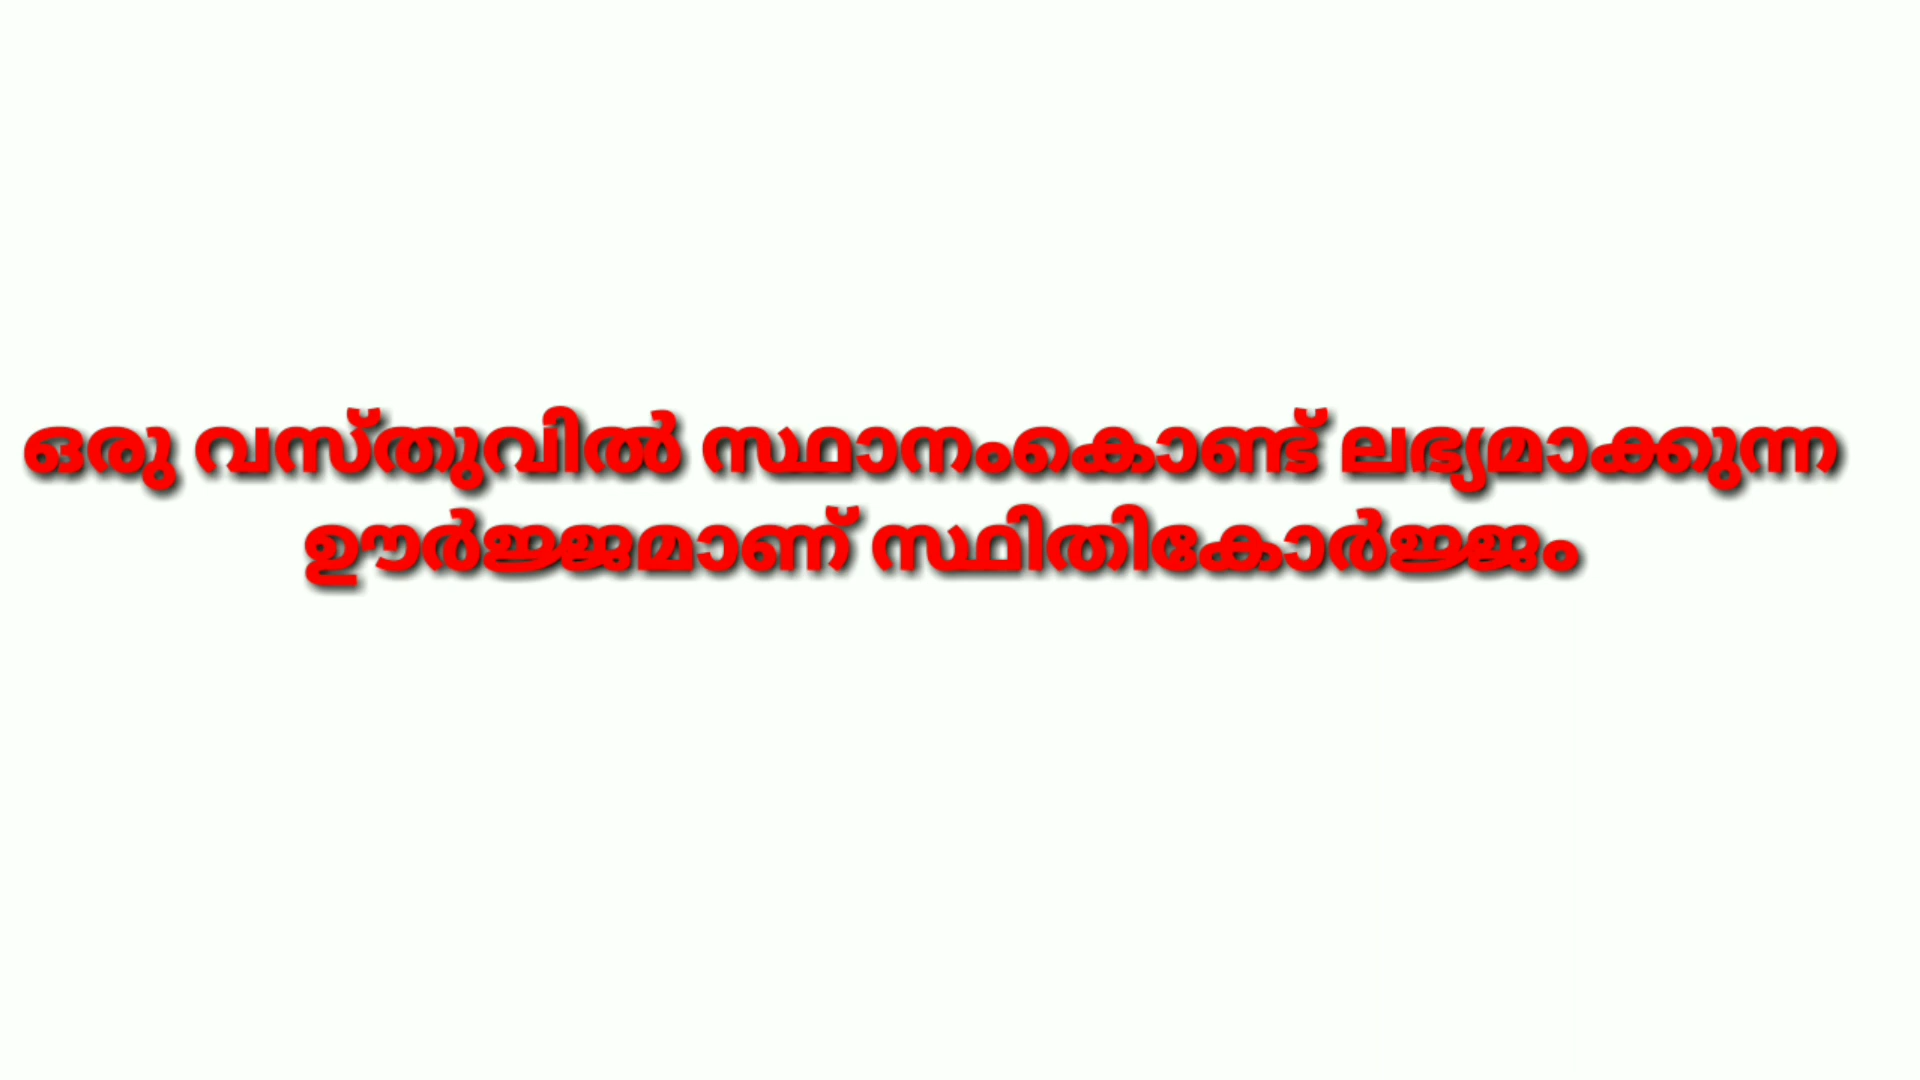 ഒരു വസ്തുവിൽ സ്ഥാനംകൊണ്ട് ലഭ്യമാക്കുന്ന
ഊർജ്ജമാണ് സ്ഥിതികോർജ്ജം